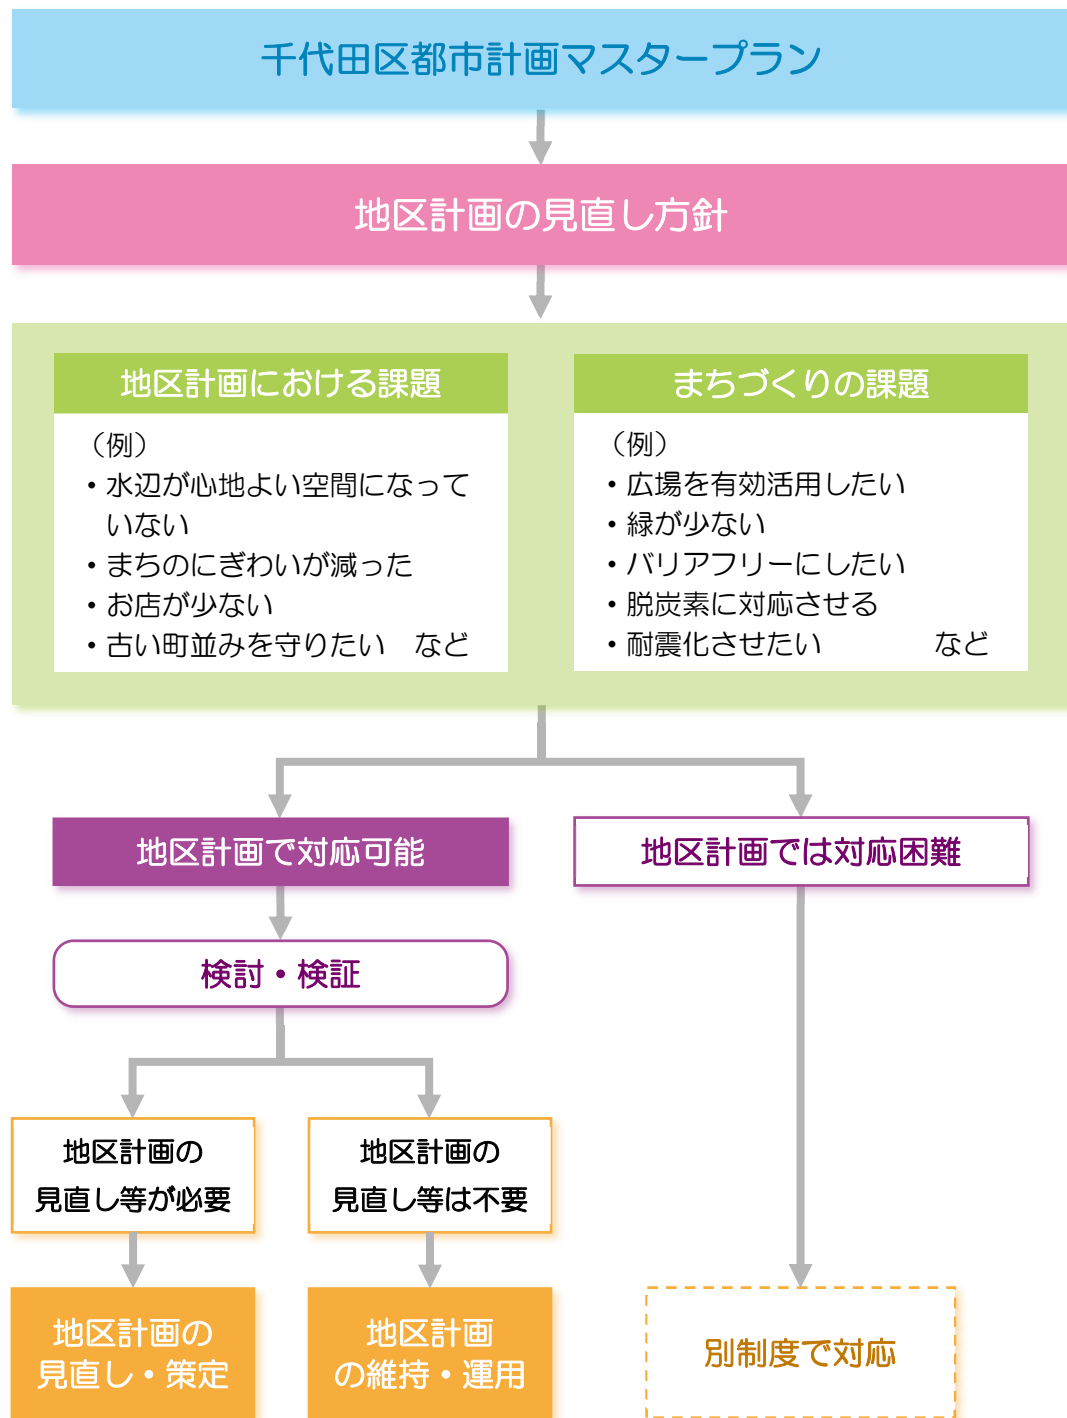 千代田区都市計画マスタープラン
地区計画の見直し方針
地区計画における課題
（例）
・水辺が心地よい空間になって
いない
・まちのにぎわいが減った
・お店が少ない
・古い町並みを守りたい　など
まちづくりの課題
（例）
・広場を有効活用したい
・緑が少ない
・バリアフリーにしたい
・脱炭素に対応させる
・耐震化させたい　　　　など
地区計画で対応可能
地区計画では対応困難
検討・検証
地区計画の
見直し等が必要
地区計画の
見直し等は不要
地区計画の
見直し・策定
地区計画
の維持・運用
別制度で対応